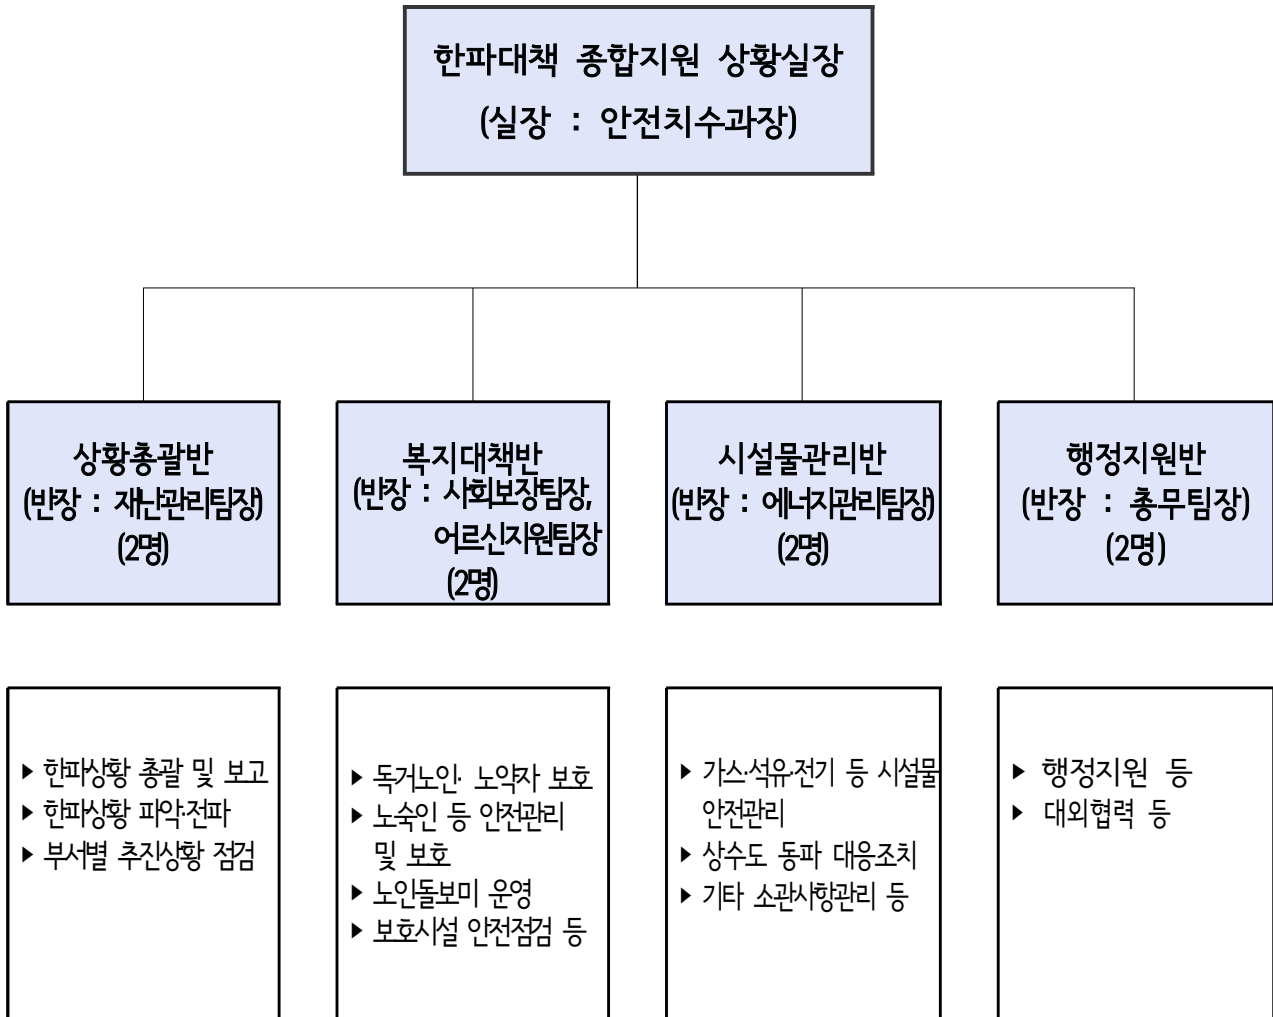 한파대책 종합지원 상황실장
(실장 : 안전치수과장)
상황총괄반
(반장 : 재난관리팀장)
(2명)
복지대책반
(반장 : 사회보장팀장,
어르신지원팀장
(2명)
시설물관리반
(반장 : 에너지관리팀장)
(2명)
행정지원반
(반장 : 총무팀장)
(2명)
▶ 한파상황 총괄 및 보고
▶ 한파상황 파악·전파
▶ 부서별 추진상황 점검
▶ 독거노인· 노약자 보호
▶ 노숙인 등 안전관리
및 보호
▶ 노인돌보미 운영
▶ 보호시설 안전점검 등
▶ 가스·석유·전기 등 시설물
안전관리
▶ 상수도 동파 대응조치
▶ 기타 소관사항관리 등
▶ 행정지원 등
▶ 대외협력 등